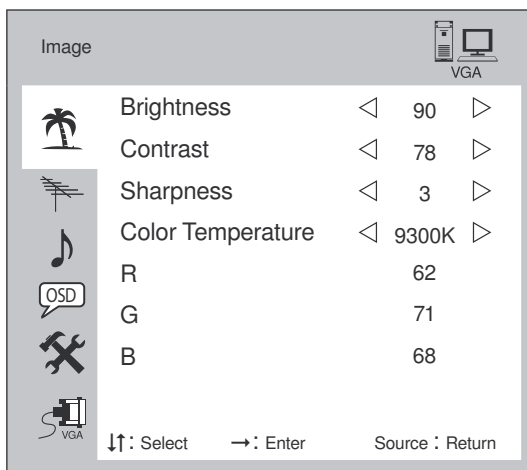 Image
VGA
Brightness ◁ 90 ▷
Contrast ◁ 78 ▷
Sharpness ◁ 3 ▷
Color Temperature ◁ 9300K ▷
R 62
G 71
OSD
B 68
VGA
↓↑: Select →: Enter Source : Return